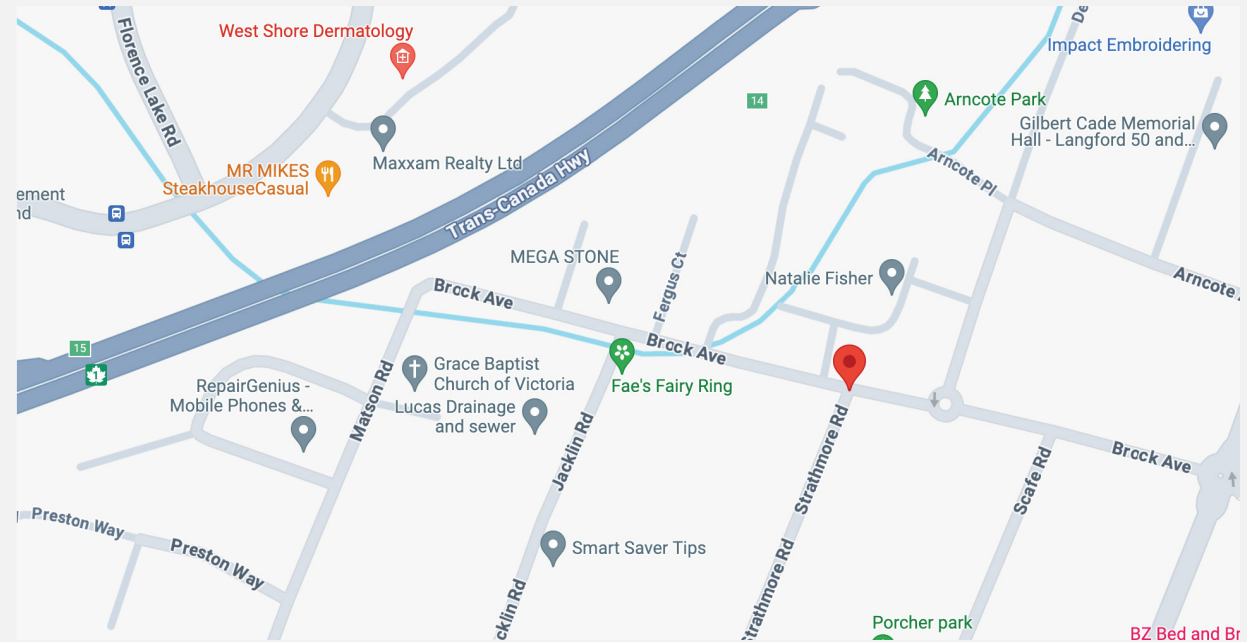 West Shore Dermatology
Florence Lake Rd
Impact Embroidering
14
Arncote Park
Gilbert Cade Memorial
Hall - Langford 50 and...
Maxxam Realty Ltd
MR MIKES
SteakhouseCasual
Trans-Canada Hwy
Arncote Pl
ement
nd
MEGA STONE
Fergus Ct
Natalie Fisher
Arncote
Brock Ave
Brock Ave
15
1
Grace Baptist
Church of Victoria
Fae's Fairy Ring
RepairGenius -
Mobile Phones &...
Matson Rd
Lucas Drainage
and sewer
Jacklin Rd
Strathmore Rd
Scafe Rd
Brock Ave
Preston Way
Preston Way
Smart Saver Tips
Strathmore Rd
cklin Rd
Porcher park
BZ Bed and Br